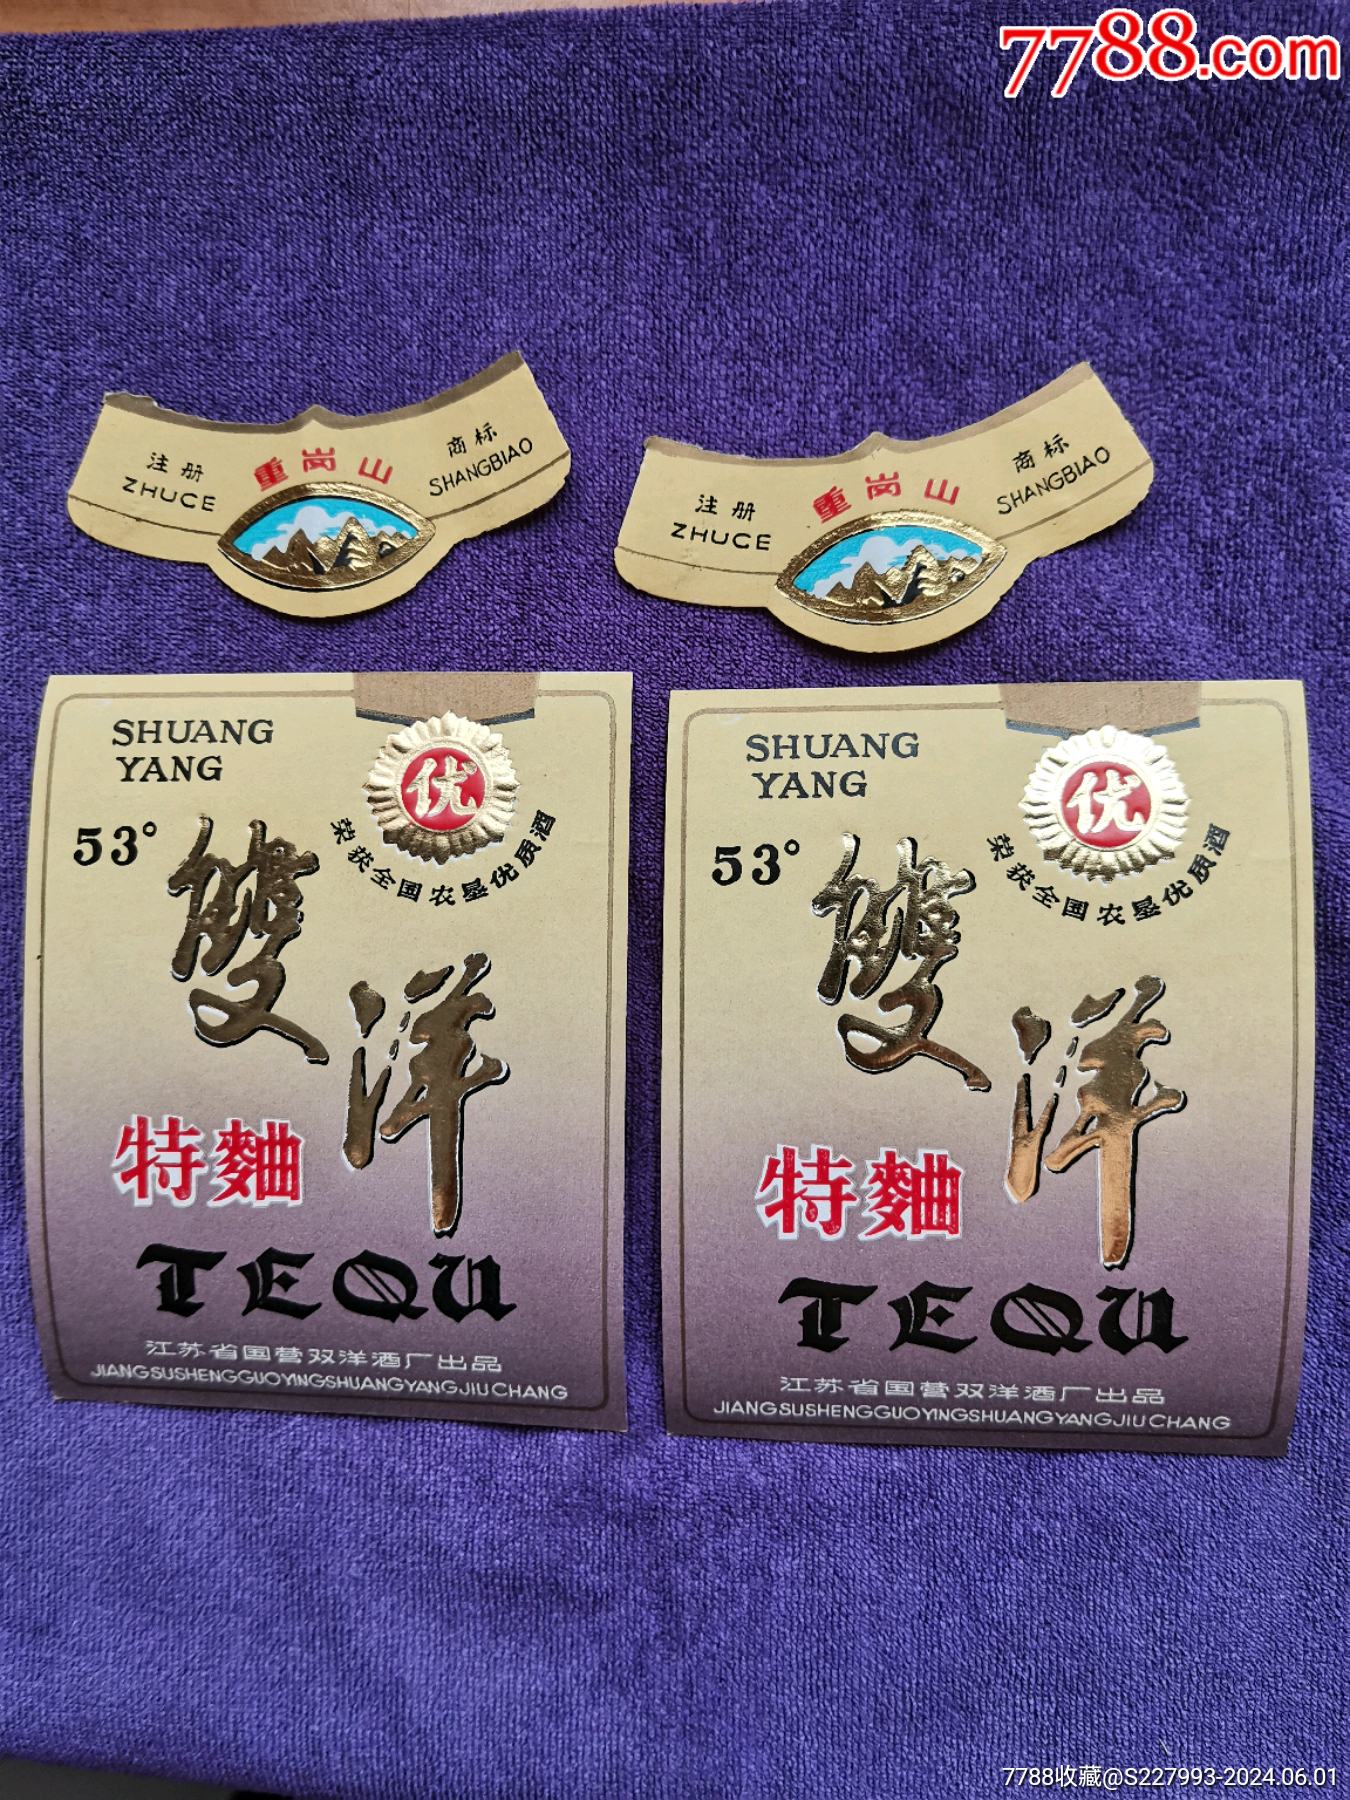 7788.com
注册
ZHUCE
重岗山
商标
SHANGBIAO
注册
ZHUCE
重岗山
商标
SHANGBIAO
SHUANG
YANG
53°
优
荣获全国农垦优质酒
雙洋
特麯
TEQU
江苏省国营双洋酒厂出品
JIANGSUSHENGGUOYINGSHUANGYANGJIUCHANG
SHUANG
YANG
53°
优
荣获全国农垦优质酒
雙洋
特麯
TEQU
江苏省国营双洋酒厂出品
JIANGSUSHENGGUOYINGSHUANGYANGJIUCHANG
7788收藏@S227993-2024.06.01